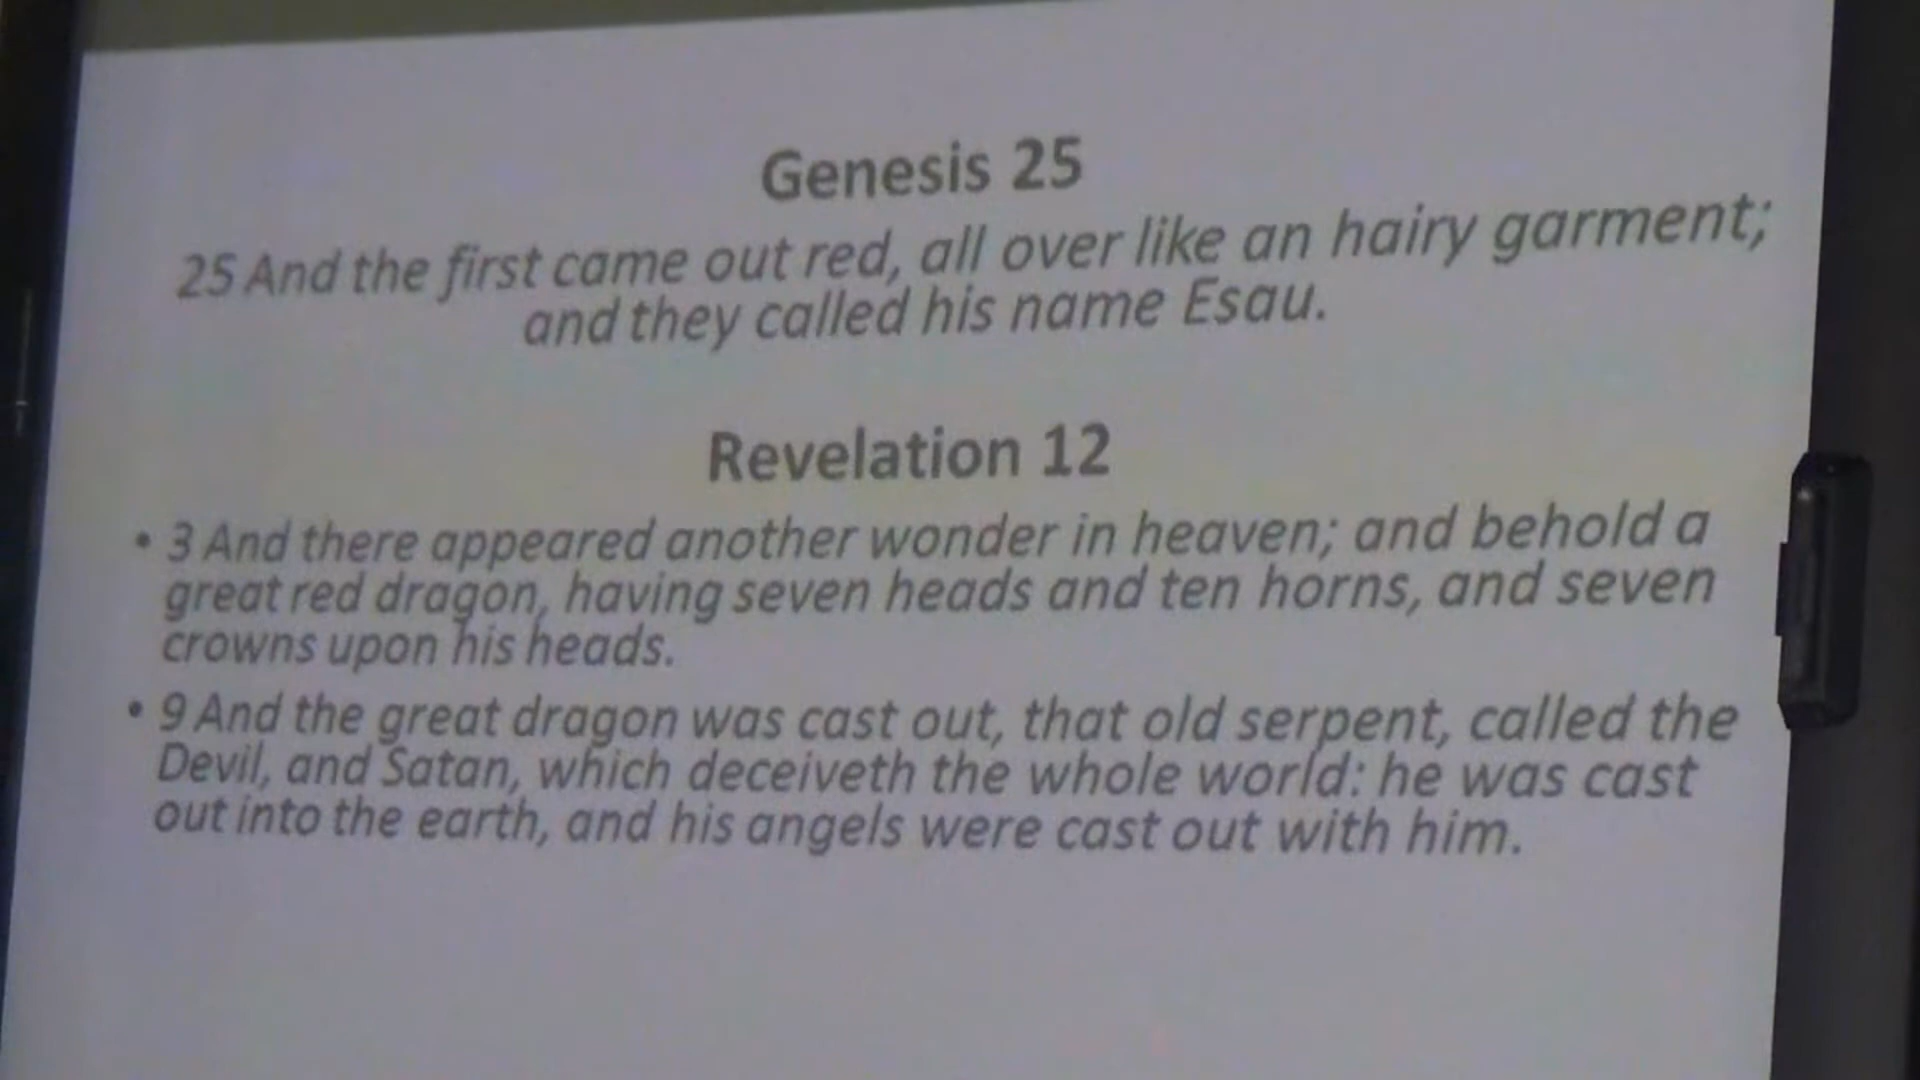 Genesis 25
25 And the first came out red, all over like an hairy garment;
and they called his name Esau.
Revelation 12
• 3 And there appeared another wonder in heaven; and behold a
great red dragon, having seven heads and ten horns, and seven
crowns upon his heads.
• 9 And the great dragon was cast out, that old serpent, called the
Devil, and Satan, which deceiveth the whole world: he was cast
out into the earth, and his angels were cast out with him.